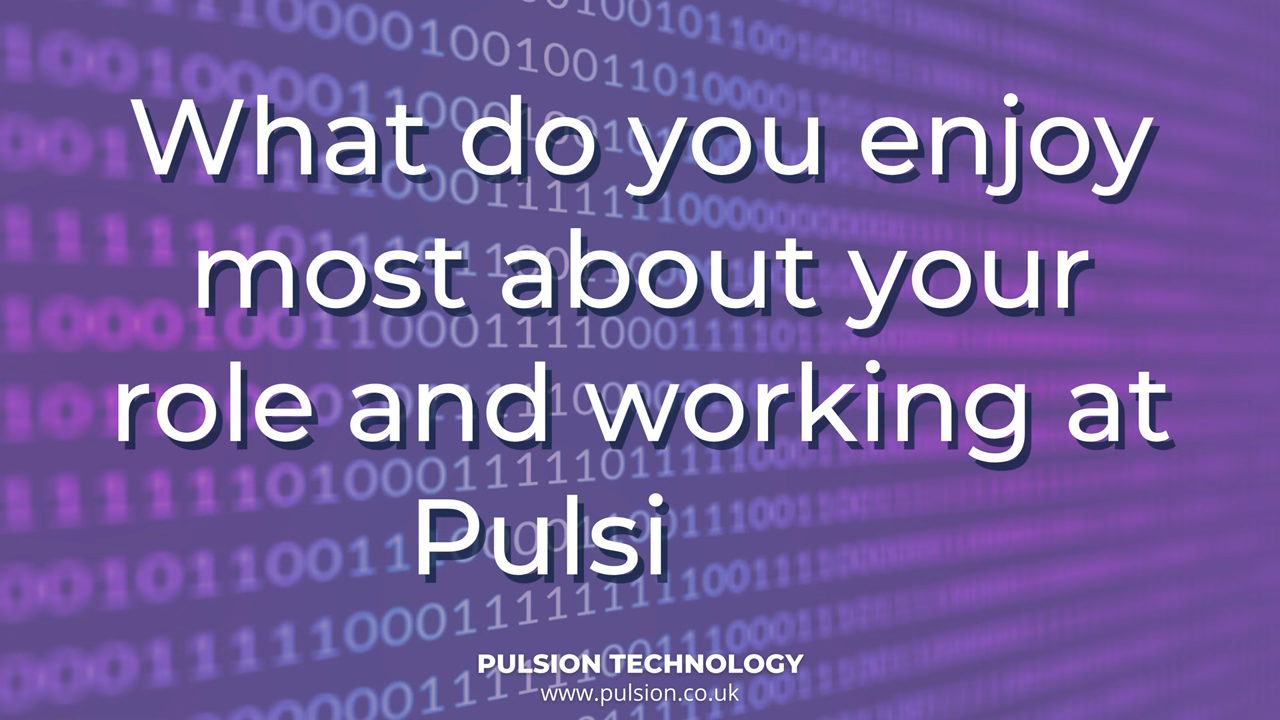 What do you enjoy
most about your
role and working at
Pulsi
PULSION TECHNOLOGY
www.pulsion.co.uk